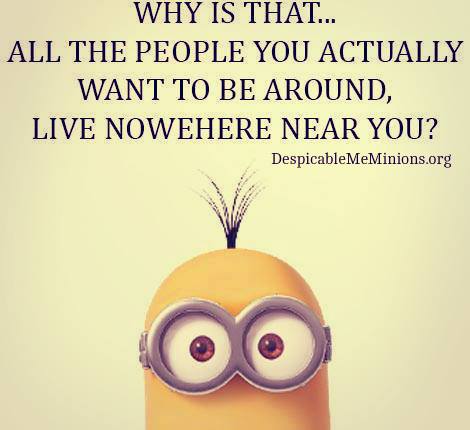 WHY IS THAT...
ALL THE PEOPLE YOU ACTUALLY
WANT TO BE AROUND,
LIVE NOWEHERE NEAR YOU?
DespicableMeMinions.org